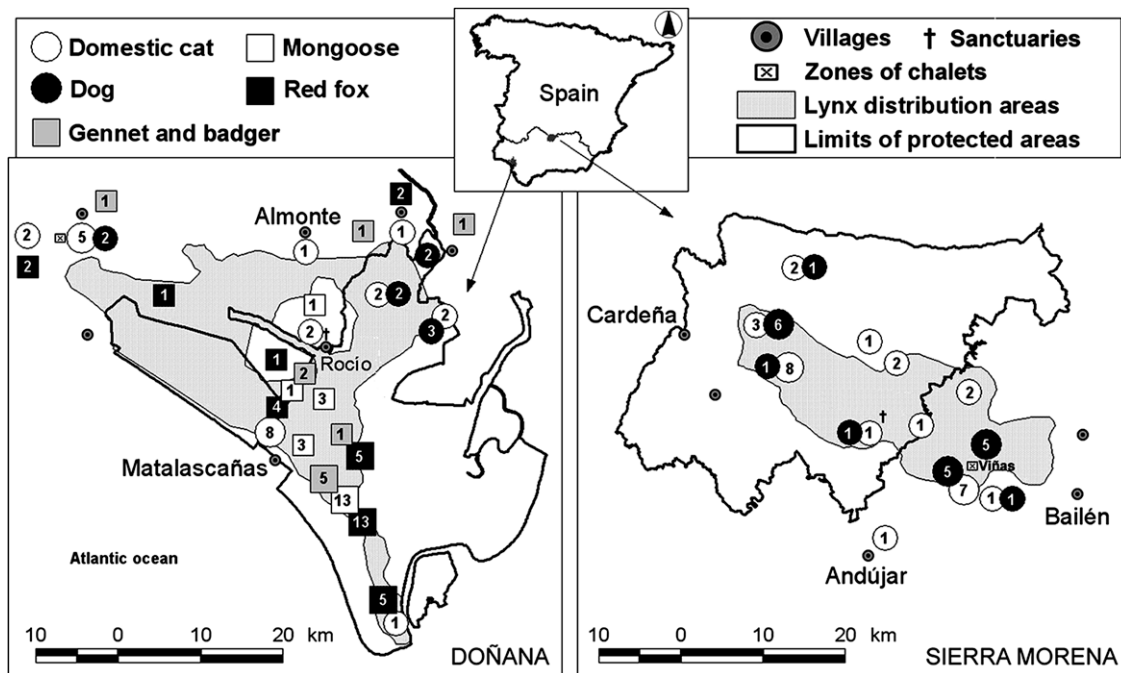 Domestic cat
Mongoose
Dog
Red fox
Gennet and badger
Spain
Villages
† Sanctuaries
Zones of chalets
Lynx distribution areas
Limits of protected areas
2
1
1
Almonte
1
1
2
5
2
1
2
2
1
2
2
1
2
2
3
†
Rocío
1
2
1
3
4
8
3
1
5
Matalascañas
5
13
13
Atlantic ocean
5
1
10 0 10 20 km
DOÑANA
2 1
Cardeña
3 6
1
1 8
2
2
†
1 1
1
5
5
Viñas
7
1 1
Bailén
1
Andújar
10 0 10 20 km
SIERRA MORENA